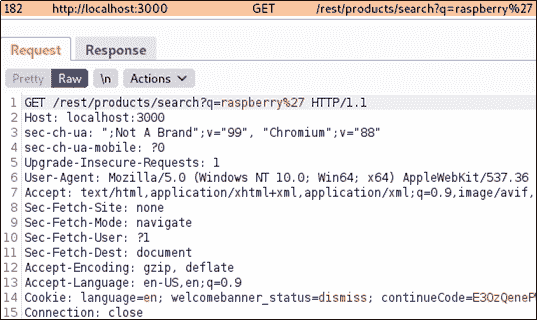 182 http://localhost:3000 GET /rest/products/search?q=raspberry%27
Request Response
Pretty Raw \n Actions
1 GET /rest/products/search?q=raspberry%27 HTTP/1.1
2 Host: localhost:3000
3 sec-ch-ua: ";Not A Brand";v="99", "Chromium";v="88"
4 sec-ch-ua-mobile: ?0
5 Upgrade-Insecure-Requests: 1
6 User-Agent: Mozilla/5.0 (Windows NT 10.0; Win64; x64) AppleWebKit/537.36
7 Accept: text/html,application/xhtml+xml,application/xml;q=0.9,image/avif,
8 Sec-Fetch-Site: none
9 Sec-Fetch-Mode: navigate
10 Sec-Fetch-User: ?1
11 Sec-Fetch-Dest: document
12 Accept-Encoding: gzip, deflate
13 Accept-Language: en-US,en;q=0.9
14 Cookie: language=en; welcomebanner_status=dismiss; continueCode=E3OzQeneP
15 Connection: close